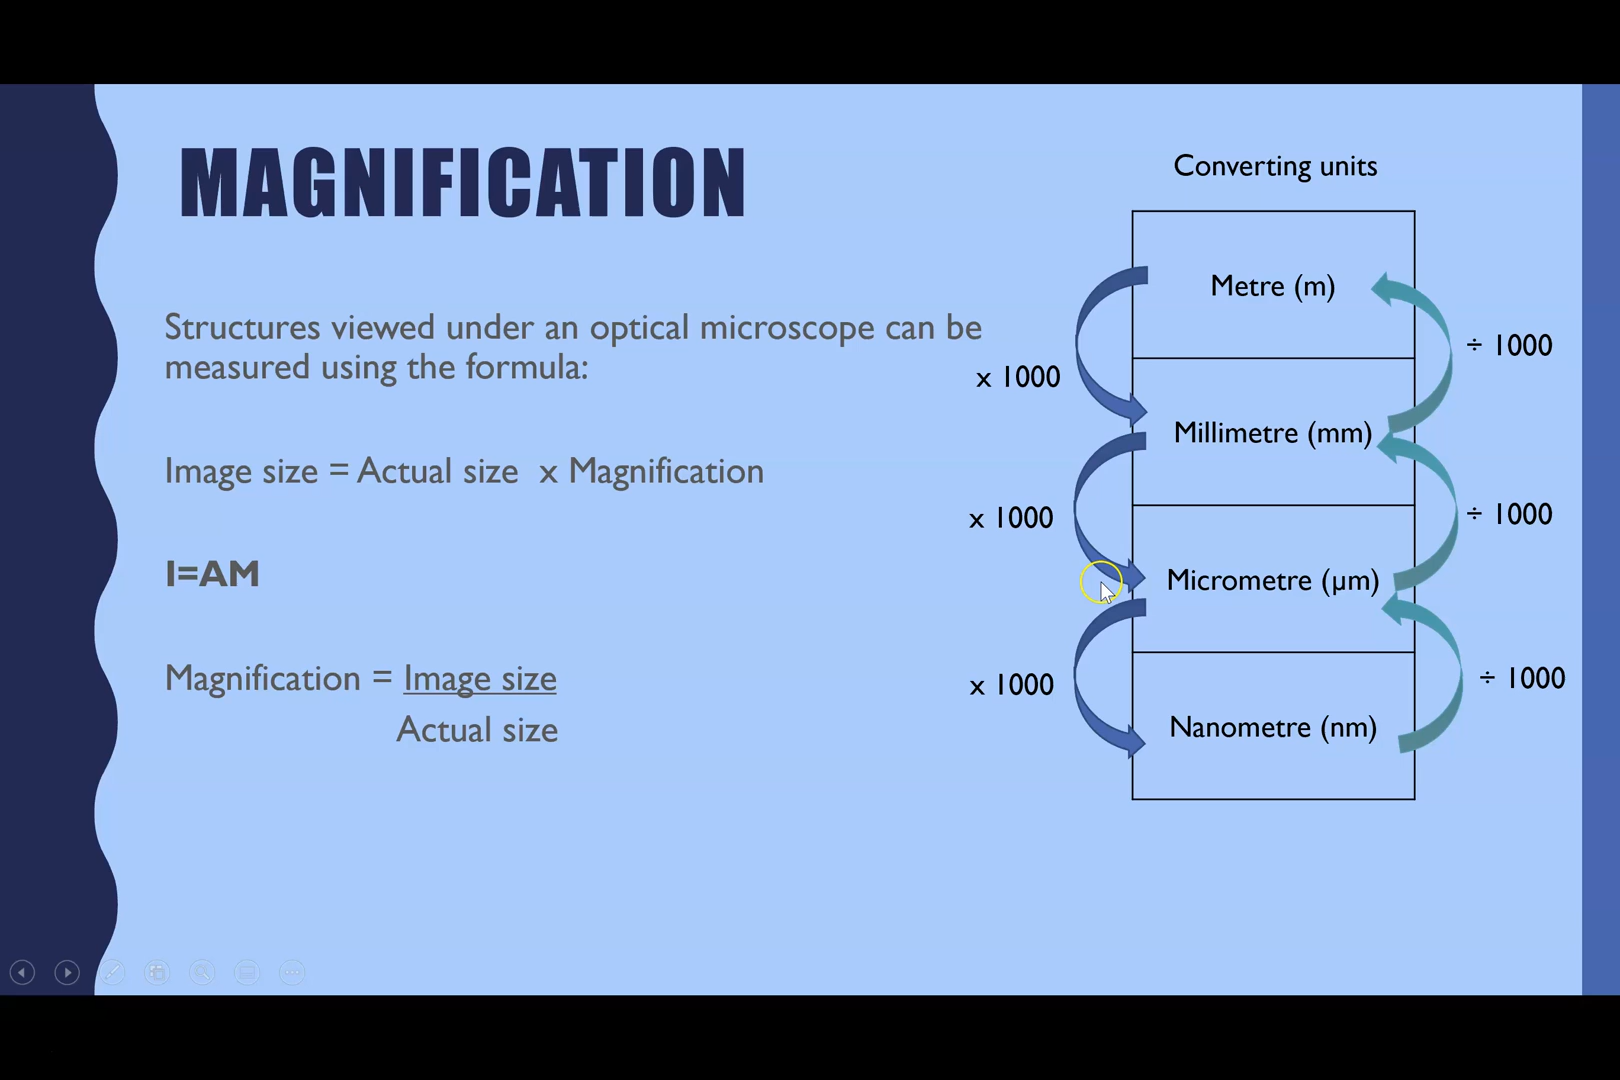 MAGNIFICATION
Structures viewed under an optical microscope can be
measured using the formula:
Image size = Actual size x Magnification
I=AM
Magnification = Image size
Actual size
Converting units
Metre (m)
÷ 1000
x 1000
Millimetre (mm)
÷ 1000
x 1000
Micrometre (µm)
÷ 1000
x 1000
Nanometre (nm)